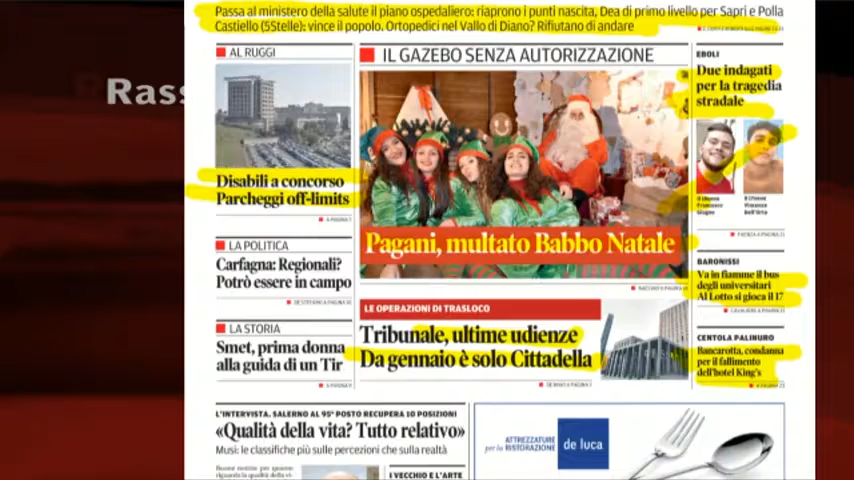 Passa al ministero della salute il piano ospedaliero: riaprono i punti nascita, Dea di primo livello per Sapri e Polla
Castiello (5Stelle): vince il popolo. Ortopedici nel Vallo di Diano? Rifiutano di andare
Rass
AL RUGGI
Disabili a concorso
Parcheggi off-limits
A PAGINA 7
LA POLITICA
Carfagna: Regionali?
Potrò essere in campo
LA STORIA
Smet, prima donna
alla guida di un Tir
A PAGINA 9
IL GAZEBO SENZA AUTORIZZAZIONE
Pagani, multato Babbo Natale
LE OPERAZIONI DI TRASLOCO
Tribunale, ultime udienze
Da gennaio è solo Cittadella
EBOLI
Due indagati
per la tragedia
stradale
BARONISSI
Va in fiamme il bus
degli universitari
Al Lotto si gioca il 17
CENTOLA PALINURO
Bancarotta, condanna
per il fallimento
dell'hotel King's
L'INTERVISTA. SALERNO AL 95° POSTO RECUPERA 10 POSIZIONI
«Qualità della vita? Tutto relativo»
Musi: le classifiche più sulle percezioni che sulla realtà
I VECCHIO E L'ARTE
ATTREZZATURE
per la RISTORAZIONE
de luca